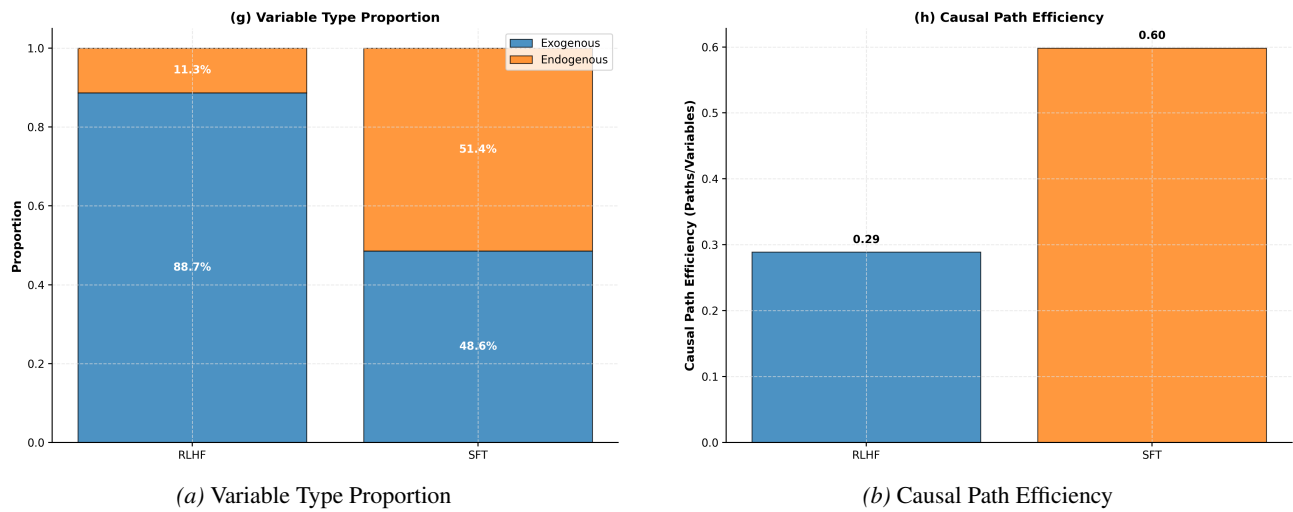 (g) Variable Type Proportion
Proportion
1.0
0.8
0.6
0.4
0.2
0.0
11.3%
88.7%
51.4%
48.6%
Exogenous
Endogenous
RLHF
SFT
(a) Variable Type Proportion
(h) Causal Path Efficiency
Causal Path Efficiency (Paths/Variables)
0.6
0.5
0.4
0.3
0.2
0.1
0.0
0.29
0.60
RLHF
SFT
(b) Causal Path Efficiency